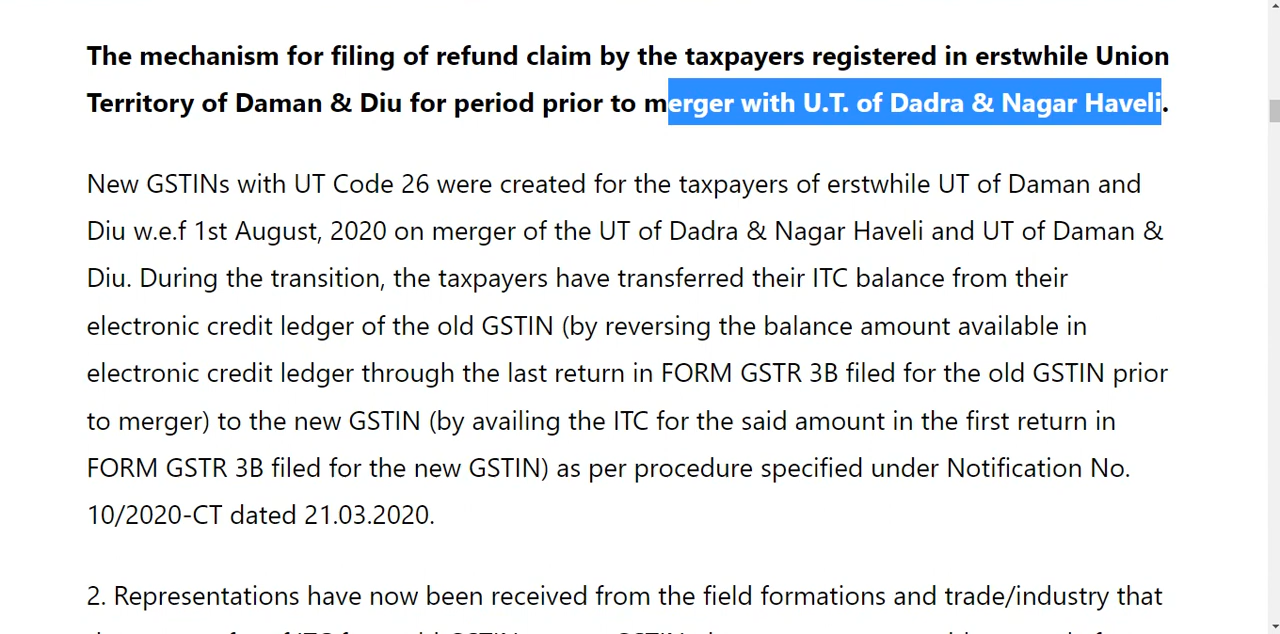 The mechanism for filing of refund claim by the taxpayers registered in erstwhile Union
Territory of Daman & Diu for period prior to merger with U.T. of Dadra & Nagar Haveli.
New GSTINs with UT Code 26 were created for the taxpayers of erstwhile UT of Daman and
Diu w.e.f 1st August, 2020 on merger of the UT of Dadra & Nagar Haveli and UT of Daman &
Diu. During the transition, the taxpayers have transferred their ITC balance from their
electronic credit ledger of the old GSTIN (by reversing the balance amount available in
electronic credit ledger through the last return in FORM GSTR 3B filed for the old GSTIN prior
to merger) to the new GSTIN (by availing the ITC for the said amount in the first return in
FORM GSTR 3B filed for the new GSTIN) as per procedure specified under Notification No.
10/2020-CT dated 21.03.2020.
2. Representations have now been received from the field formations and trade/industry that